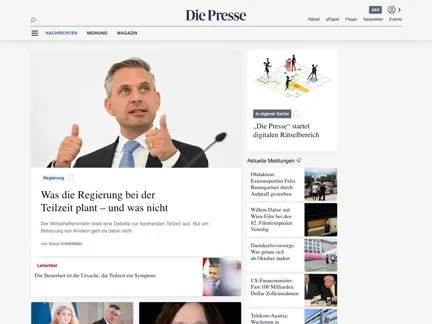 Die Presse
ABO
Rätsel ePaper Player Newsletter Events
NACHRICHTEN MEINUNG MAGAZIN
Regierung
Was die Regierung bei der
Teilzeit plant – und was nicht
Der Wirtschaftsminister löste eine Debatte zur boomenden Teilzeit aus. Nur um
Betreuung von Kindern geht es dabei nicht.
von Klaus Knittelfelder
Leitartikel
Die Steuerlast ist die Ursache, die Teilzeit ein Symptom
In eigener Sache
„Die Presse“ startet
digitalen Rätselbereich
Aktuelle Meldungen
Obduktion:
Extremsportler Felix
Baumgartner durch
Aufprall gestorben
Willem Dafoe mit
Wien-Film bei den
82. Filmfestspielen
Venedig
Darmkrebsvorsorge:
Was genau sich
ab Oktober ändert
US-Finanzminister:
Fast 100 Milliarden
Dollar Zolleinnahmen
Telekom Austria:
Wachstum in